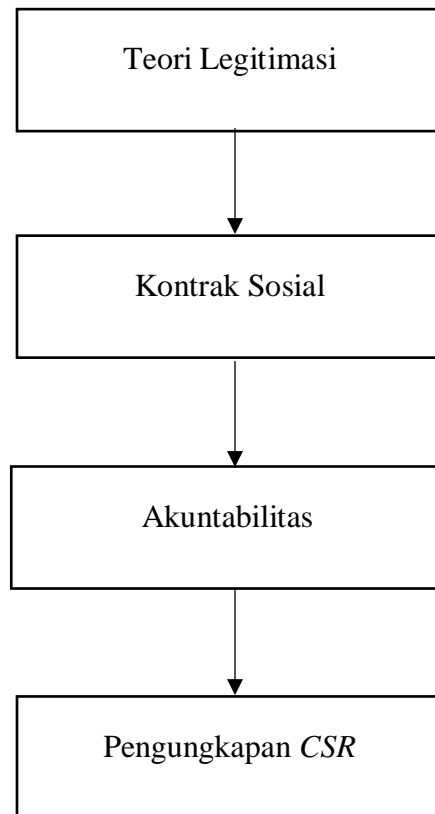 Teori Legitimasi
Kontrak Sosial
Akuntabilitas
Pengungkapan CSR